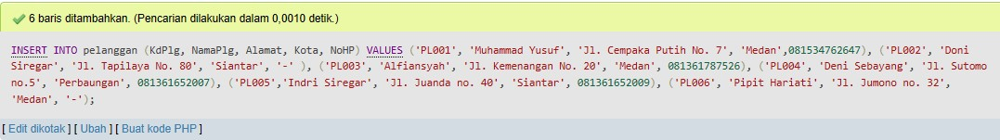 6 baris ditambahkan. (Pencarian dilakukan dalam 0,0010 detik.)
INSERT INTO pelanggan (KdPlg, NamaPlg, Alamat, Kota, NoHP) VALUES ('PL001', 'Muhammad Yusuf', 'Jl. Cempaka Putih No. 7', 'Medan',081534762647), ('PL002', 'Doni
Siregar', 'Jl. Tapilaya No. 80', 'Siantar', '-' ), ('PL003', 'Alfiansyah', 'Jl. Kemenangan No. 20', 'Medan', 081361787526), ('PL004', 'Deni Sebayang', 'Jl. Sutomo
no.5', 'Perbaungan', 081361652007), ('PL005','Indri Siregar', 'Jl. Juanda no. 40', 'Siantar', 081361652009), ('PL006', 'Pipit Hariati', 'Jl. Jumono no. 32',
'Medan', '-');
[ Edit dikotak ] [ Ubah ] [ Buat kode PHP ]